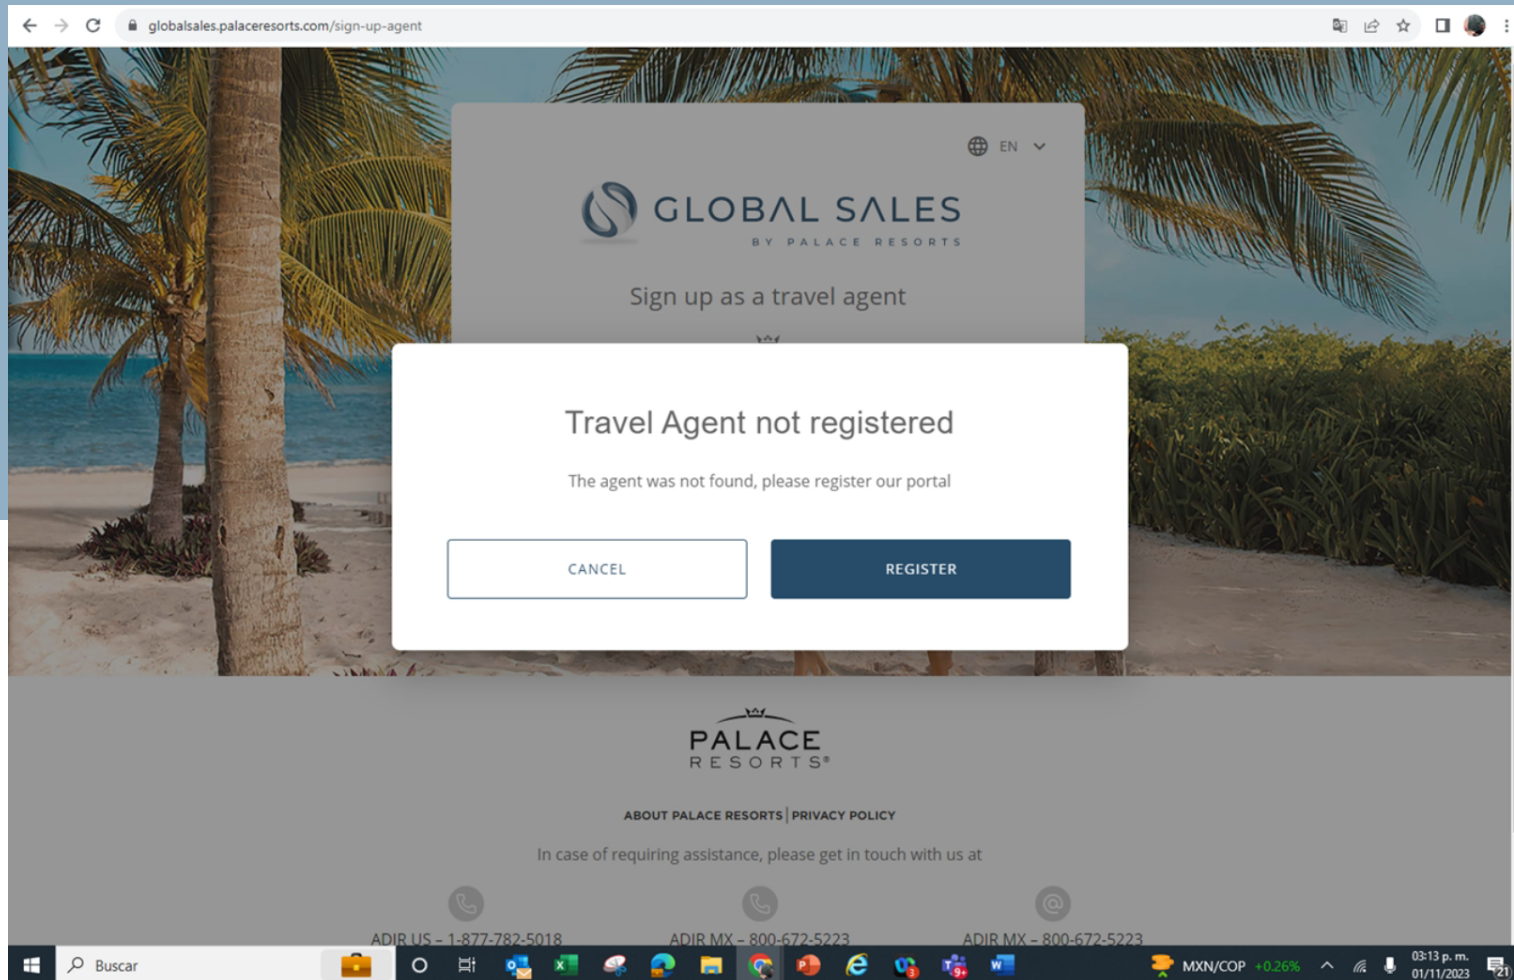 globalsales.palaceresorts.com/sign-up-agent
EN
GLOBAL SALES
BY PALACE RESORTS
Sign up as a travel agent
Travel Agent not registered
The agent was not found, please register our portal
CANCEL
REGISTER
PALACE
RESORTS®
ABOUT PALACE RESORTS | PRIVACY POLICY
In case of requiring assistance, please get in touch with us at
ADIR US – 1-877-782-5018
ADIR MX – 800-672-5223
ADIR MX – 800-672-5223
Buscar
MXN/COP +0.26%
03:13 p. m.
01/11/2023
21